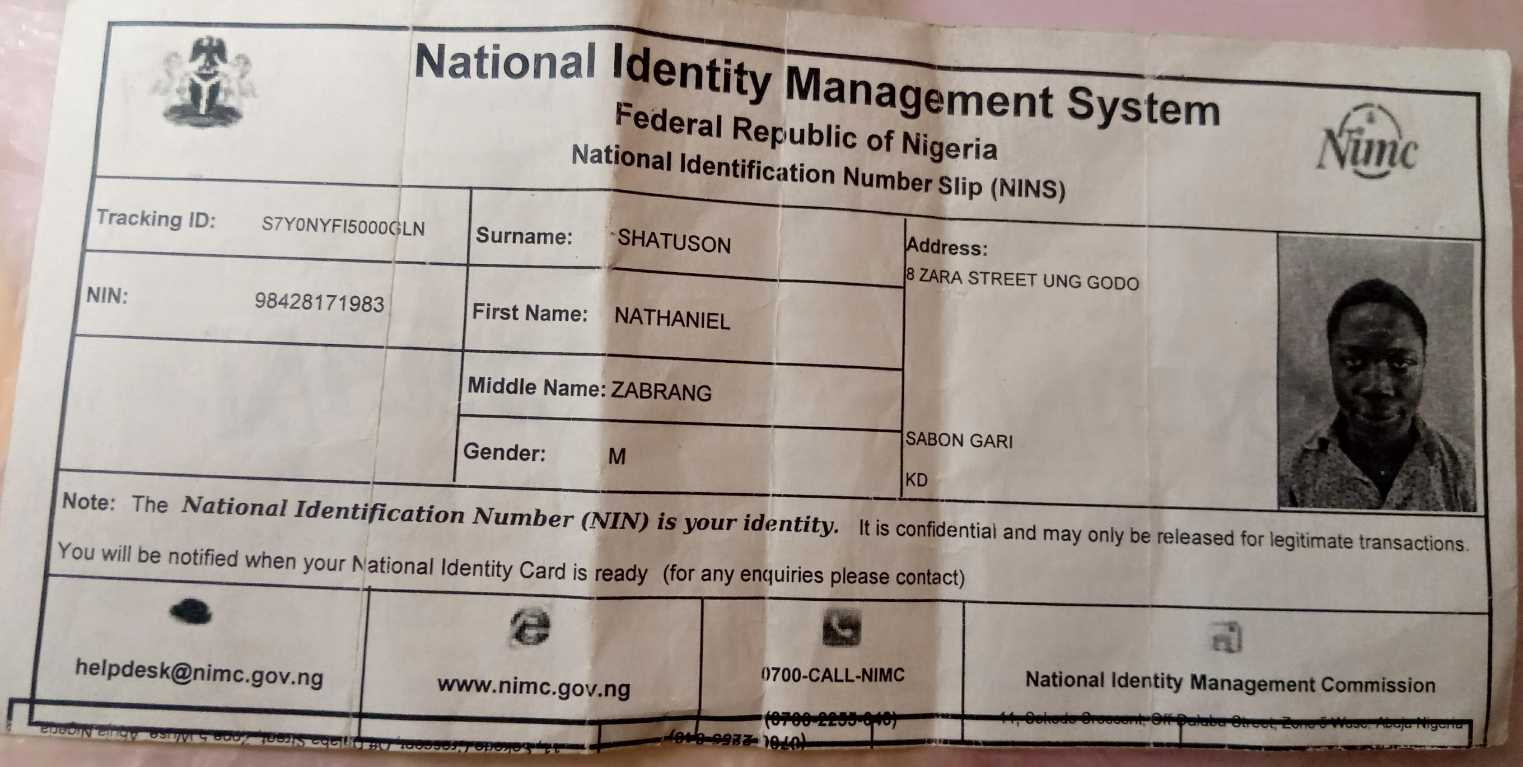 National Identity Management System
Federal Republic of Nigeria
National Identification Number Slip (NINS)
Nimc
Tracking ID: S7Y0NYFI5000GLN
Surname: SHATUSON
Address:
8 ZARA STREET UNG GODO
NIN: 98428171983
First Name: NATHANIEL
Middle Name: ZABRANG
Gender: M
SABON GARI
KD
Note: The National Identification Number (NIN) is your identity. It is confidential and may only be released for legitimate transactions.
You will be notified when your National Identity Card is ready (for any enquiries please contact)
helpdesk@nimc.gov.ng
www.nimc.gov.ng
0700-CALL-NIMC
National Identity Management Commission